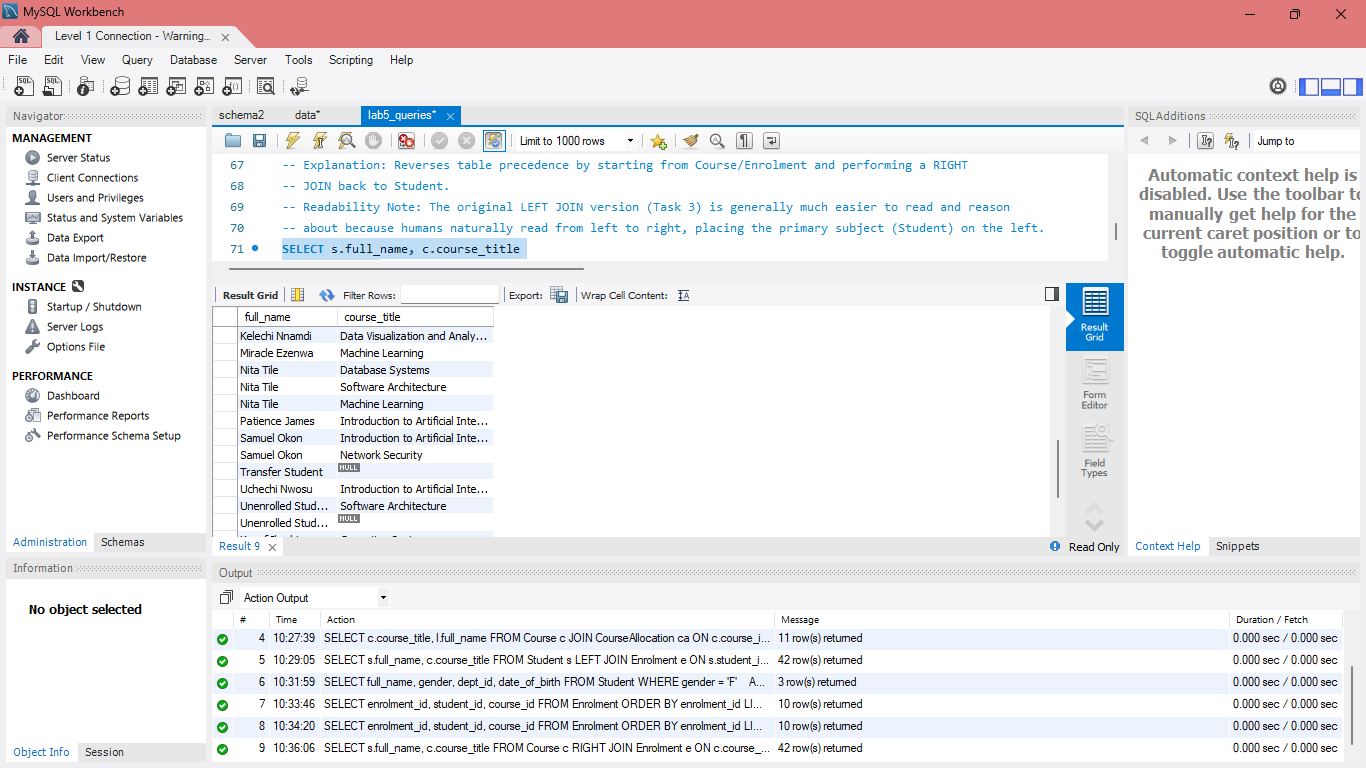 MySQL Workbench
Level 1 Connection - Warning...
File Edit View Query Database Server Tools Scripting Help
Navigator
MANAGEMENT
Server Status
Client Connections
Users and Privileges
Status and System Variables
Data Export
Data Import/Restore
INSTANCE
Startup / Shutdown
Server Logs
Options File
PERFORMANCE
Dashboard
Performance Reports
Performance Schema Setup
Administration Schemas
Information
No object selected
Object Info Session
schema2 data* lab5_queries*
Limit to 1000 rows
67 -- Explanation: Reverses table precedence by starting from Course/Enrolment and performing a RIGHT
68 -- JOIN back to Student.
69 -- Readability Note: The original LEFT JOIN version (Task 3) is generally much easier to read and reason
70 -- about because humans naturally read from left to right, placing the primary subject (Student) on the left.
71 SELECT s.full_name, c.course_title
Result Grid Filter Rows: Export: Wrap Cell Content:
full_name course_title
Kelechi Nnamdi Data Visualization and Analy...
Miracle Ezenwa Machine Learning
Nita Tile Database Systems
Nita Tile Software Architecture
Nita Tile Machine Learning
Patience James Introduction to Artificial Inte...
Samuel Okon Introduction to Artificial Inte...
Samuel Okon Network Security
Transfer Student NULL
Uchechi Nwosu Introduction to Artificial Inte...
Unenrolled Stud... Software Architecture
Unenrolled Stud... NULL
Result 9
Read Only
Result Grid
Form Editor
Field Types
SQLAdditions
Jump to
Automatic context help is
disabled. Use the toolbar to
manually get help for the
current caret position or to
toggle automatic help.
Context Help Snippets
Output
Action Output
# Time Action Message Duration / Fetch
4 10:27:39 SELECT c.course_title, l.full_name FROM Course c JOIN CourseAllocation ca ON c.course_i... 11 row(s) returned 0.000 sec / 0.000 sec
5 10:29:05 SELECT s.full_name, c.course_title FROM Student s LEFT JOIN Enrolment e ON s.student_i... 42 row(s) returned 0.000 sec / 0.000 sec
6 10:31:59 SELECT full_name, gender, dept_id, date_of_birth FROM Student WHERE gender = 'F' A... 3 row(s) returned 0.000 sec / 0.000 sec
7 10:33:46 SELECT enrolment_id, student_id, course_id FROM Enrolment ORDER BY enrolment_id LI... 10 row(s) returned 0.000 sec / 0.000 sec
8 10:34:20 SELECT enrolment_id, student_id, course_id FROM Enrolment ORDER BY enrolment_id LI... 10 row(s) returned 0.000 sec / 0.000 sec
9 10:36:06 SELECT s.full_name, c.course_title FROM Course c RIGHT JOIN Enrolment e ON c.course_... 42 row(s) returned 0.000 sec / 0.000 sec